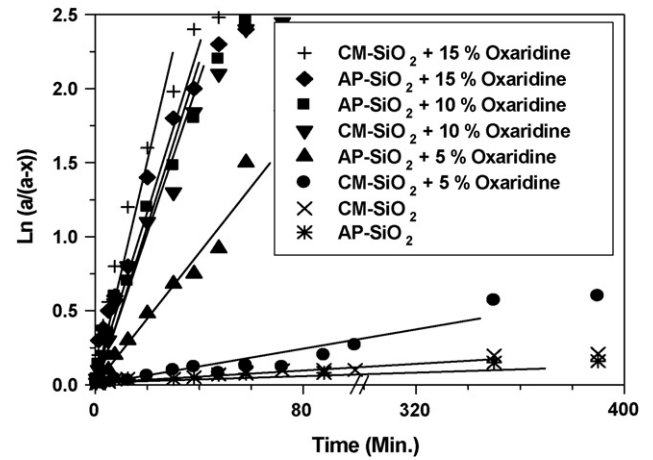 2.5
2.0
1.5
1.0
0.5
0.0
Ln (a/(a-x))
CM-SiO2 + 15 % Oxaridine
AP-SiO2 + 15 % Oxaridine
AP-SiO2 + 10 % Oxaridine
CM-SiO2 + 10 % Oxaridine
AP-SiO2 + 5 % Oxaridine
CM-SiO2 + 5 % Oxaridine
CM-SiO2
AP-SiO2
0 80 320 400
Time (Min.)